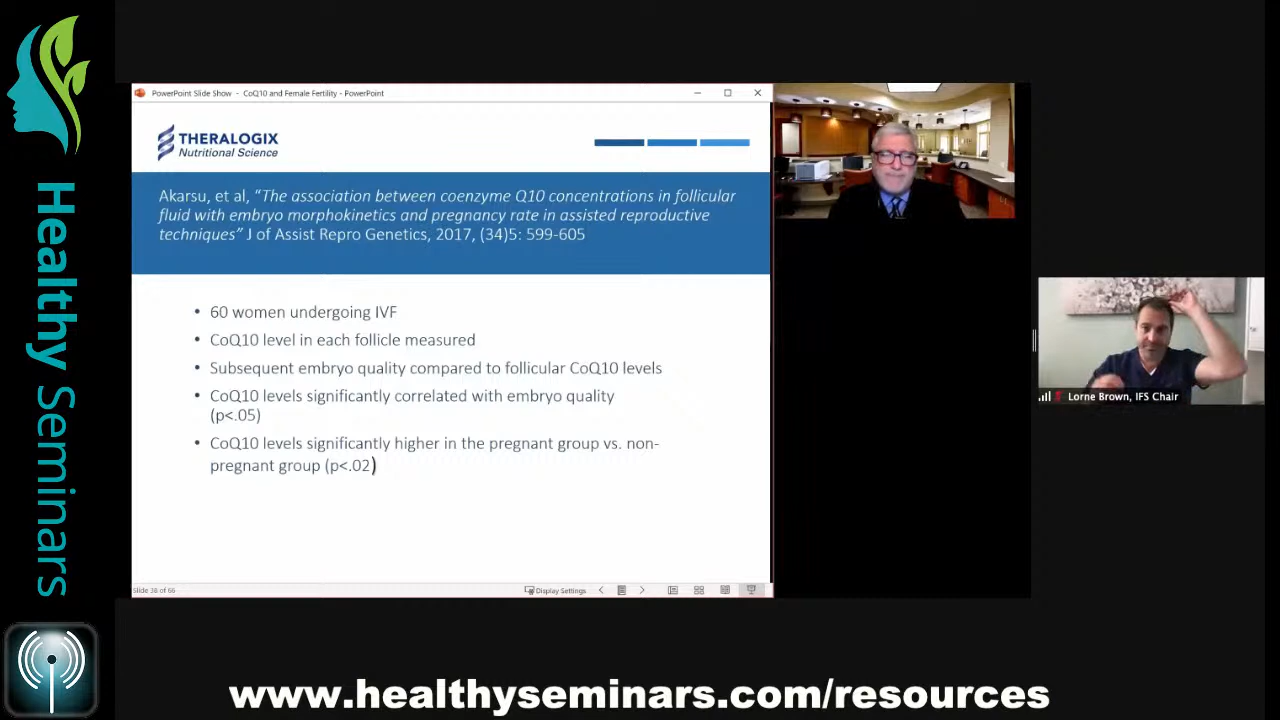 Healthy Seminars
PowerPoint Slide Show - CoQ10 and Female Fertility - PowerPoint
THERALOGIX
Nutritional Science
Akarsu, et al, “The association between coenzyme Q10 concentrations in follicular
fluid with embryo morphokinetics and pregnancy rate in assisted reproductive
techniques” J of Assist Repro Genetics, 2017, (34)5: 599-605
• 60 women undergoing IVF
• CoQ10 level in each follicle measured
• Subsequent embryo quality compared to follicular CoQ10 levels
• CoQ10 levels significantly correlated with embryo quality
(p<.05)
• CoQ10 levels significantly higher in the pregnant group vs. non-
pregnant group (p<.02)
Slide 38 of 66
Display Settings
Lorne Brown, IFS Chair
www.healthyseminars.com/resources